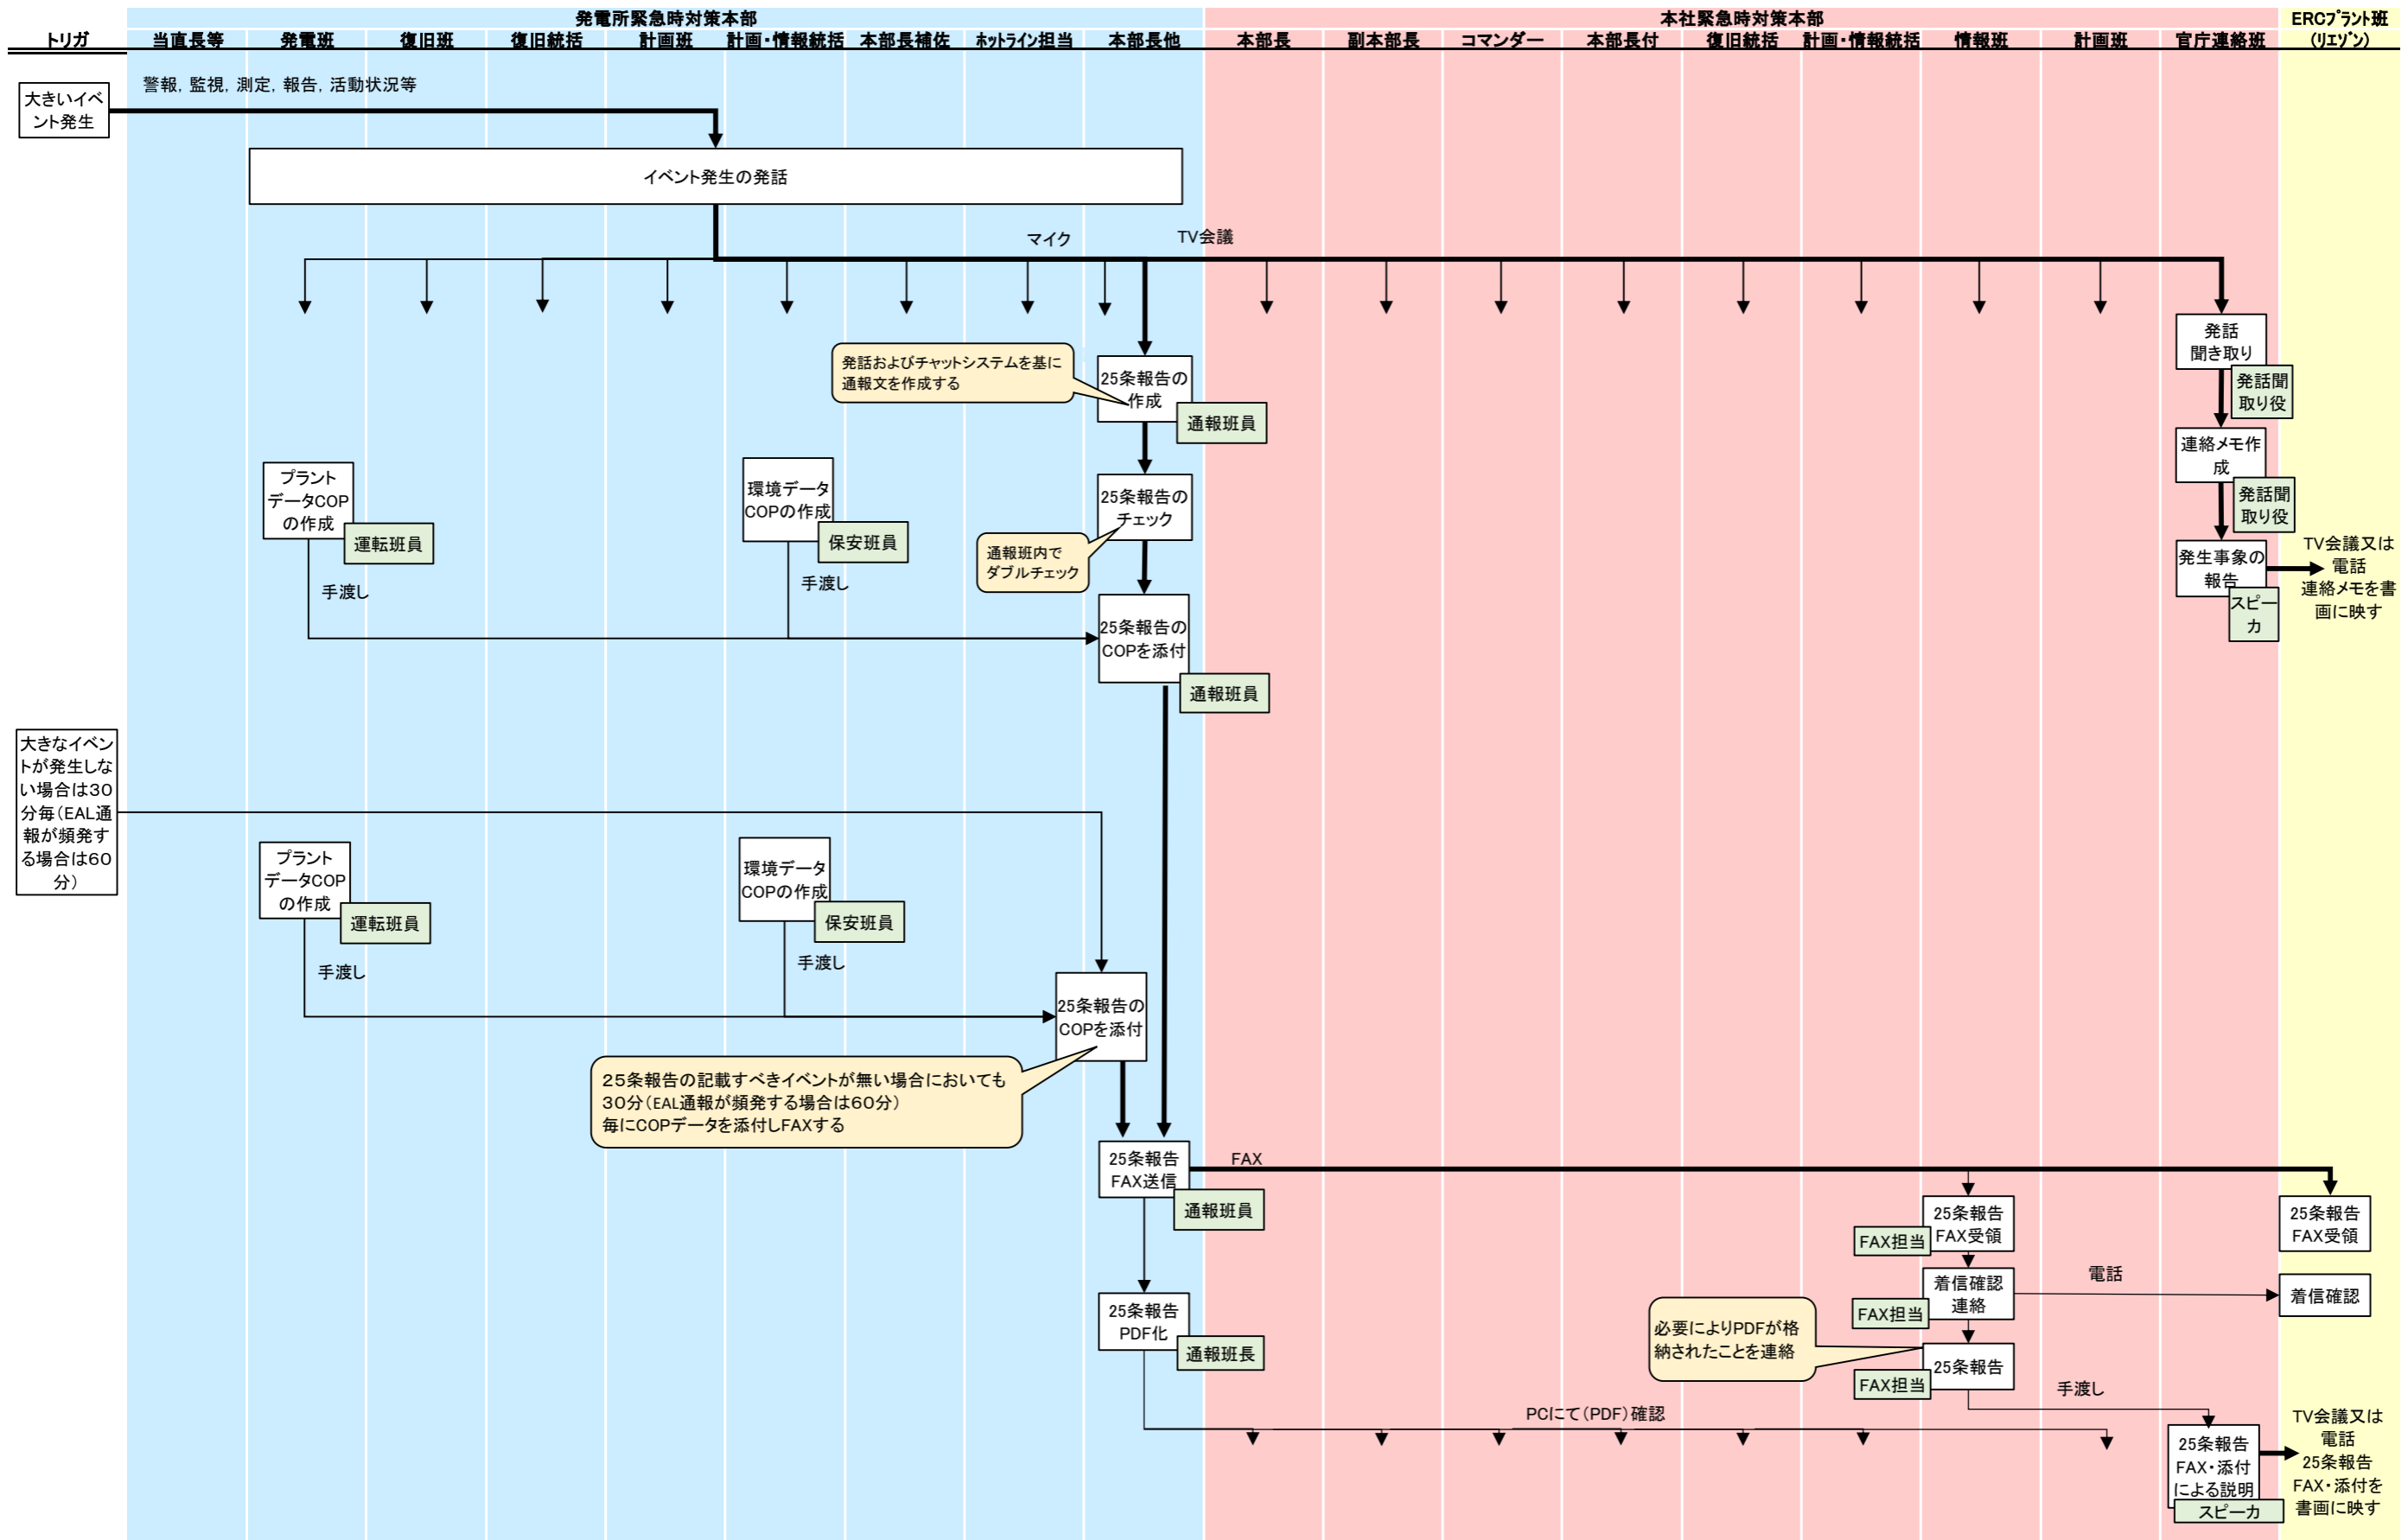 発電所緊急時対策本部
本社緊急時対策本部
ERCﾌﾟﾗﾝﾄ班
トリガ
当直長等
発電班
復旧班
復旧統括
計画班
計画・情報統括
本部長補佐
ﾎｯﾄﾗｲﾝ担当
本部長他
本部長
副本部長
コマンダー
本部長付
復旧統括
計画・情報統括
情報班
計画班
官庁連絡班
(ﾘｴｿﾞﾝ)
大きいイベ
ント発生
警報，監視，測定，報告，活動状況等
イベント発生の発話
マイク
TV会議
発話
聞き取り
発話聞
取り役
発話およびチャットシステムを基に
通報文を作成する
25条報告の
作成
通報班員
連絡メモ作
成
発話聞
取り役
プラント
データCOP
の作成
運転班員
手渡し
環境データ
COPの作成
保安班員
手渡し
25条報告の
チェック
通報班内で
ダブルチェック
発生事象の
報告
スピー
カ
TV会議又は
電話
連絡メモを書
画に映す
25条報告の
COPを添付
通報班員
大きなイベン
トが発生しな
い場合は30
分毎（EAL通
報が頻発す
る場合は60
分）
プラント
データCOP
の作成
運転班員
手渡し
環境データ
COPの作成
保安班員
手渡し
25条報告の
COPを添付
２５条報告の記載すべきイベントが無い場合においても
３０分（EAL通報が頻発する場合は６０分）
毎にCOPデータを添付しFAXする
25条報告
FAX送信
通報班員
FAX
25条報告
FAX受領
FAX担当
25条報告
FAX受領
着信確認
連絡
FAX担当
電話
着信確認
25条報告
PDF化
通報班長
必要によりPDFが格
納されたことを連絡
25条報告
FAX担当
手渡し
PCにて（PDF）確認
25条報告
FAX・添付
による説明
スピーカ
TV会議又は
電話
25条報告
FAX・添付を
書画に映す